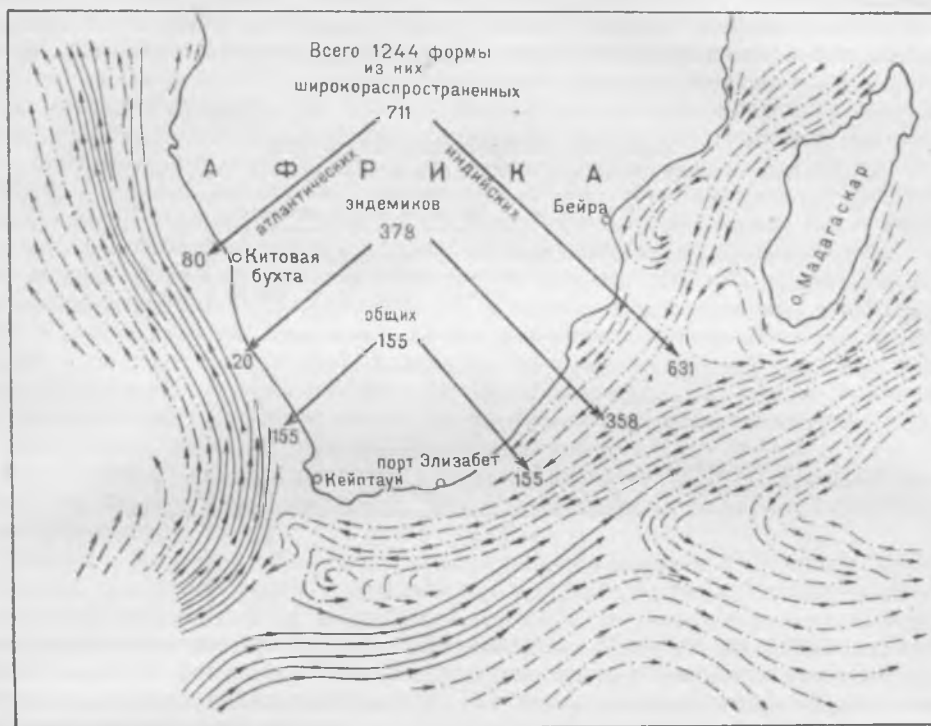 Всего 1244 формы
из них
широкораспространенных
711
АФРИКА
атлантических
индийских
Бейра
Мадагаскар
эндемиков
378
80
Китовая
бухта
общих
155
20
631
155
358
порт Элизабет
Кейптаун
155